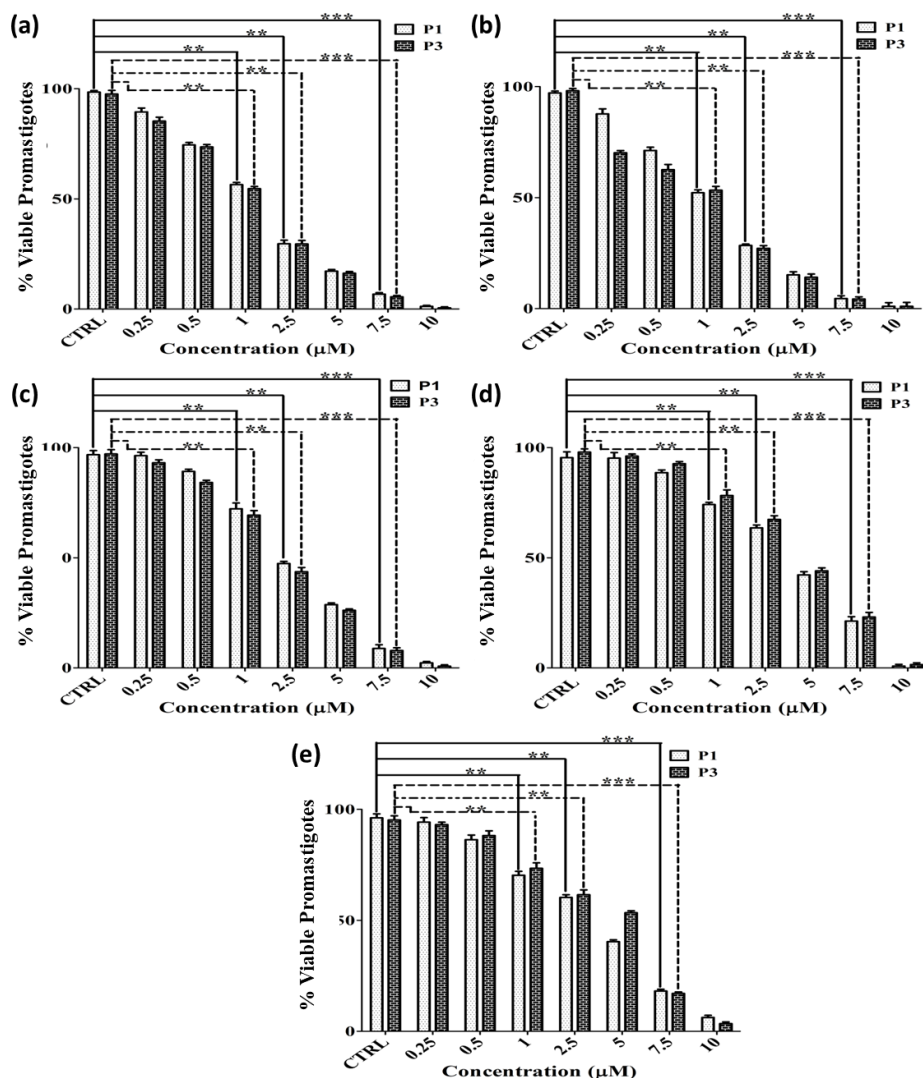 (a)
***
**
**
***
**
**
P1
P3
% Viable Promastigotes
100
50
0
CTRL 0.25 0.5 1 2.5 5 7.5 10
Concentration (μM)
(b)
***
**
**
***
**
**
P1
P3
% Viable Promastigotes
100
50
0
CTRL 0.25 0.5 1 2.5 5 7.5 10
Concentration (μM)
(c)
***
**
**
***
**
**
P1
P3
% Viable Promastigotes
100
0
0
CTRL 0.25 0.5 1 2.5 5 7.5 10
Concentration (μM)
(d)
***
**
**
***
**
**
P1
P3
% Viable Promastigotes
100
50
0
CTRL 0.25 0.5 1 2.5 5 7.5 10
Concentration (μM)
(e)
***
**
**
***
**
**
P1
P3
% Viable Promastigotes
100
50
0
CTRL 0.25 0.5 1 2.5 5 7.5 10
Concentration (μM)